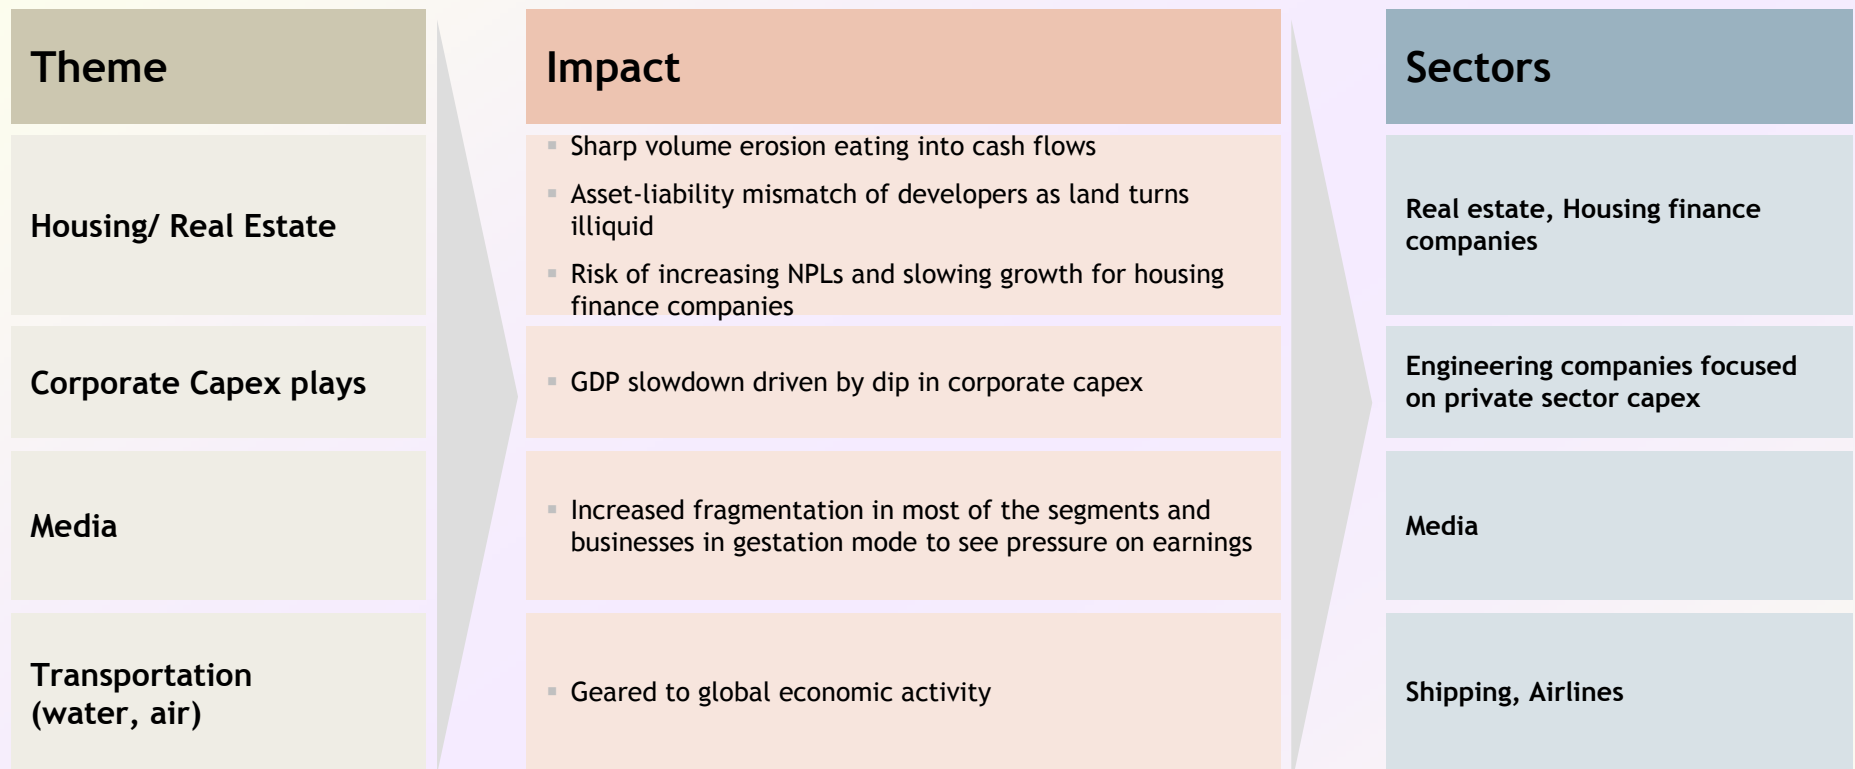 Theme
Impact
Sectors
Housing/ Real Estate
Sharp volume erosion eating into cash flows
Asset-liability mismatch of developers as land turns
illiquid
Risk of increasing NPLs and slowing growth for housing
finance companies
Real estate, Housing finance
companies
Corporate Capex plays
GDP slowdown driven by dip in corporate capex
Engineering companies focused
on private sector capex
Media
Increased fragmentation in most of the segments and
businesses in gestation mode to see pressure on earnings
Media
Transportation
(water, air)
Geared to global economic activity
Shipping, Airlines